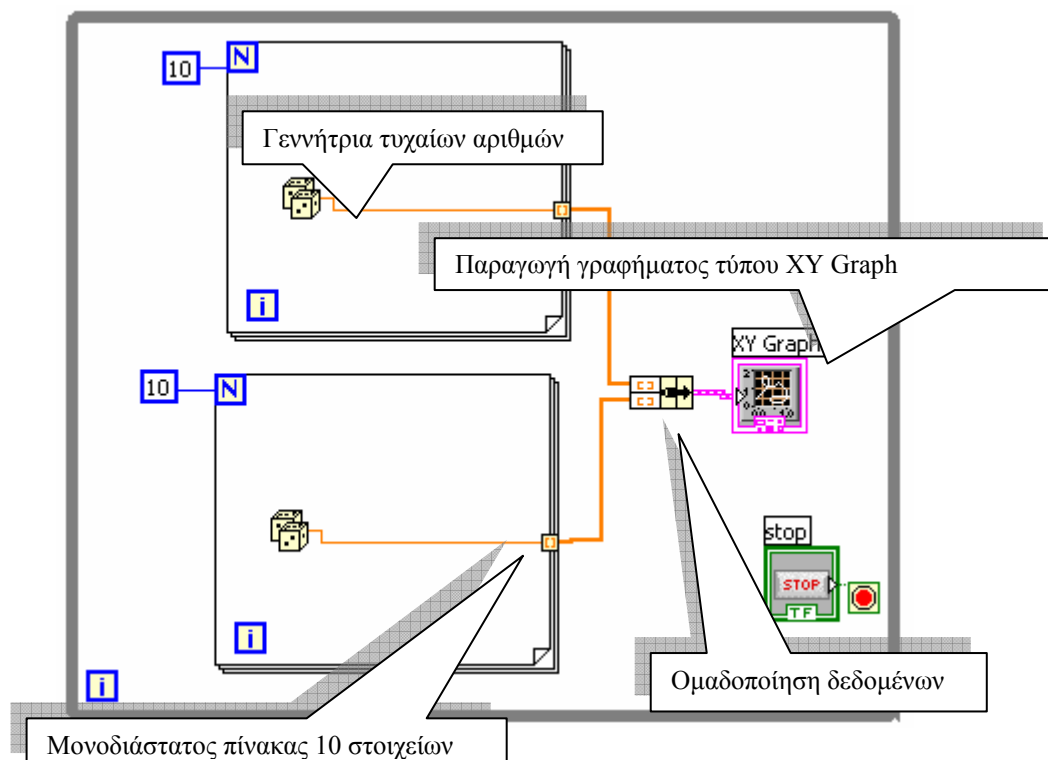 10
N
Γεννήτρια τυχαίων αριθμών
Παραγωγή γραφήματος τύπου XY Graph
i
XY Graph
10
N
stop
STOP
TF
i
Ομαδοποίηση δεδομένων
i
Μονοδιάστατος πίνακας 10 στοιχείων